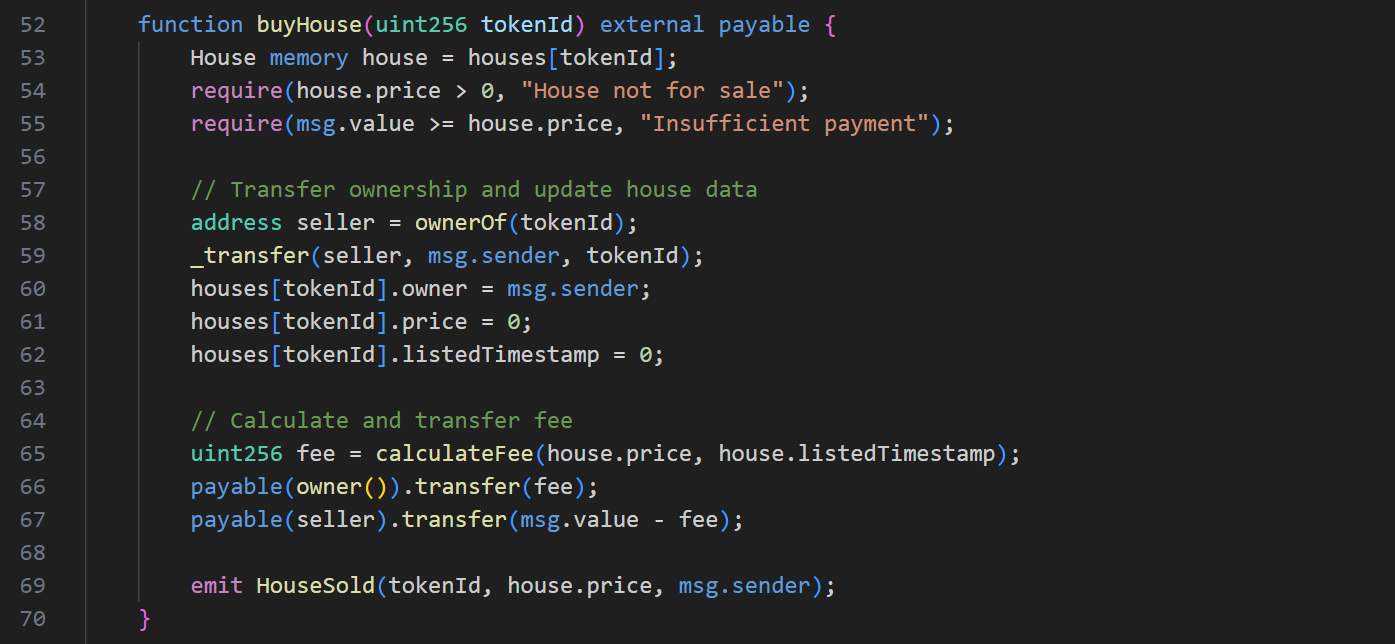 52 function buyHouse(uint256 tokenId) external payable {
53 House memory house = houses[tokenId];
54 require(house.price > 0, "House not for sale");
55 require(msg.value >= house.price, "Insufficient payment");
56
57 // Transfer ownership and update house data
58 address seller = ownerOf(tokenId);
59 _transfer(seller, msg.sender, tokenId);
60 houses[tokenId].owner = msg.sender;
61 houses[tokenId].price = 0;
62 houses[tokenId].listedTimestamp = 0;
63
64 // Calculate and transfer fee
65 uint256 fee = calculateFee(house.price, house.listedTimestamp);
66 payable(owner()).transfer(fee);
67 payable(seller).transfer(msg.value - fee);
68
69 emit HouseSold(tokenId, house.price, msg.sender);
70 }